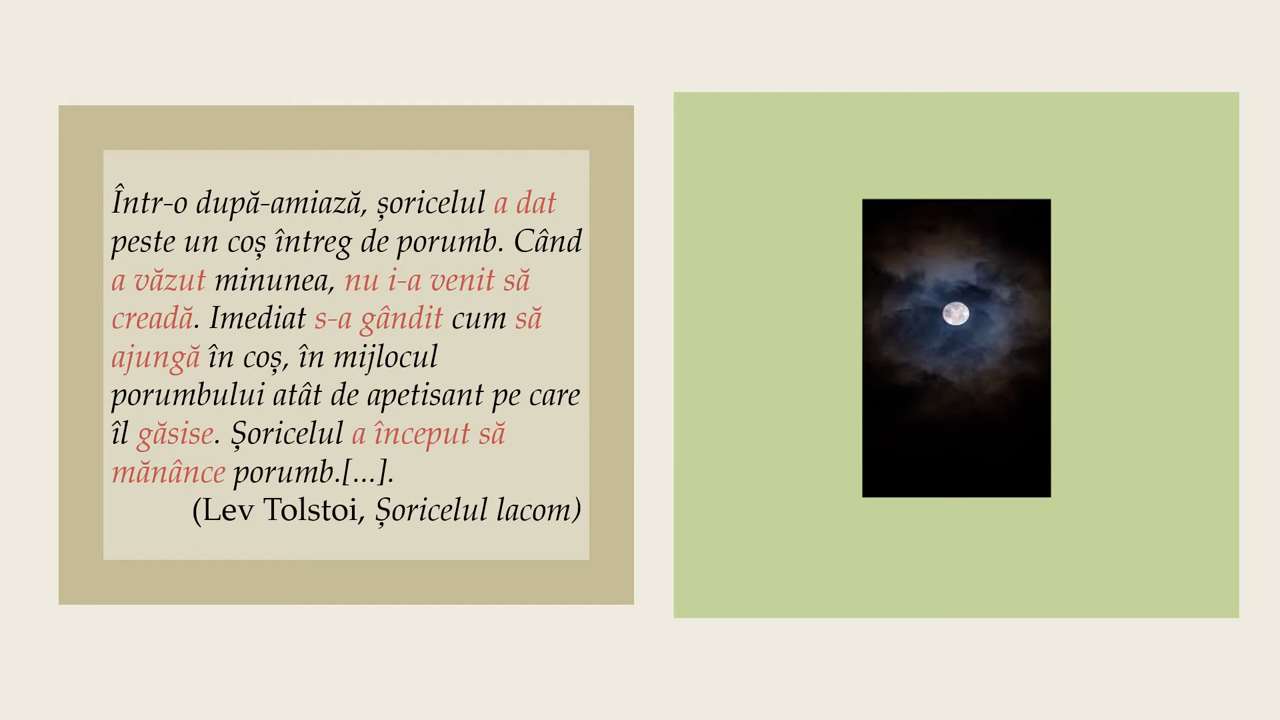 Într-o după-amiază, șoricelul a dat
peste un coș întreg de porumb. Când
a văzut minunea, nu i-a venit să
creadă. Imediat s-a gândit cum să
ajungă în coș, în mijlocul
porumbului atât de apetisant pe care
îl găsise. Șoricelul a început să
mănânce porumb.[...].
(Lev Tolstoi, Șoricelul lacom)